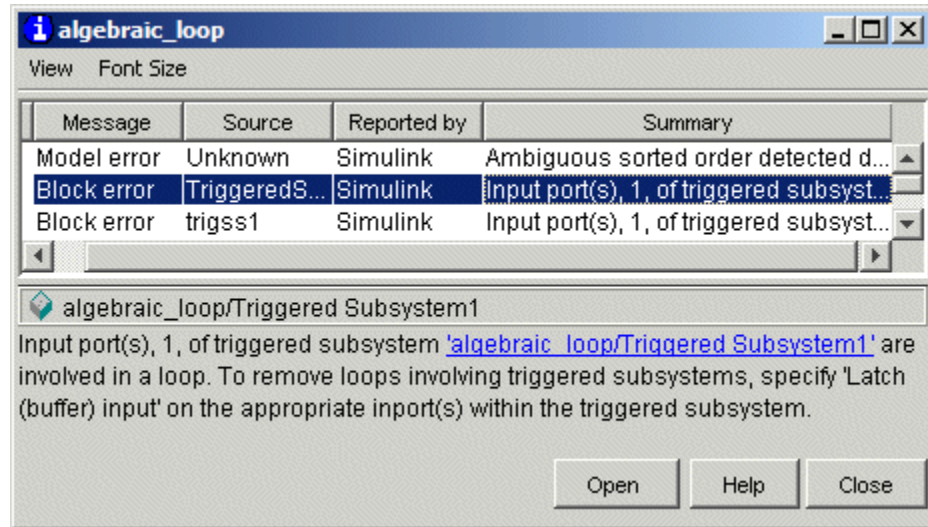 algebraic_loop
View Font Size
Message Source Reported by Summary
Model error Unknown Simulink Ambiguous sorted order detected d...
Block error TriggeredS... Simulink Input port(s), 1, of triggered subsyst...
Block error trigss1 Simulink Input port(s), 1, of triggered subsyst...
algebraic_loop/Triggered Subsystem1
Input port(s), 1, of triggered subsystem 'algebraic_loop/Triggered Subsystem1' are
involved in a loop. To remove loops involving triggered subsystems, specify 'Latch
(buffer) input' on the appropriate inport(s) within the triggered subsystem.
Open Help Close